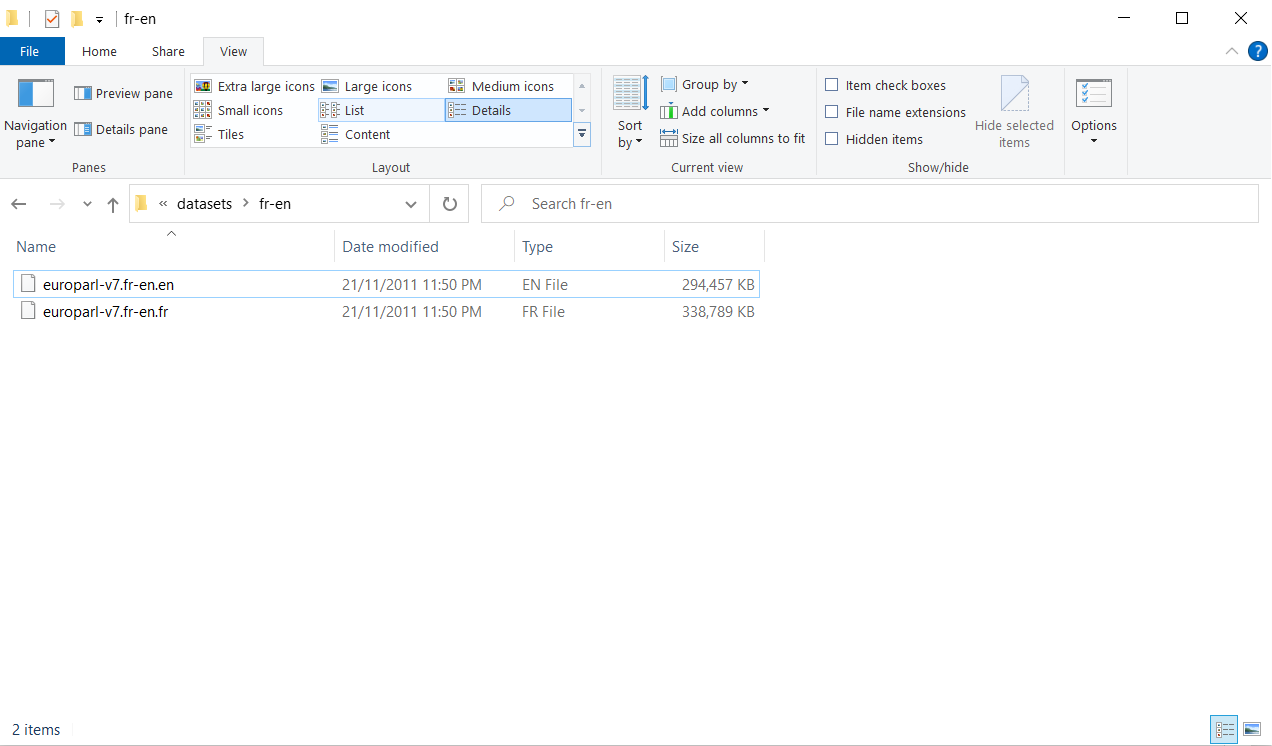 fr-en
File Home Share View
Navigation pane
Preview pane
Details pane
Panes
Extra large icons Large icons Medium icons
Small icons List Details
Tiles Content
Layout
Sort by
Group by
Add columns
Size all columns to fit
Current view
Item check boxes
File name extensions
Hidden items
Hide selected items
Show/hide
Options
« datasets > fr-en
Search fr-en
Name Date modified Type Size
europarl-v7.fr-en.en 21/11/2011 11:50 PM EN File 294,457 KB
europarl-v7.fr-en.fr 21/11/2011 11:50 PM FR File 338,789 KB
2 items